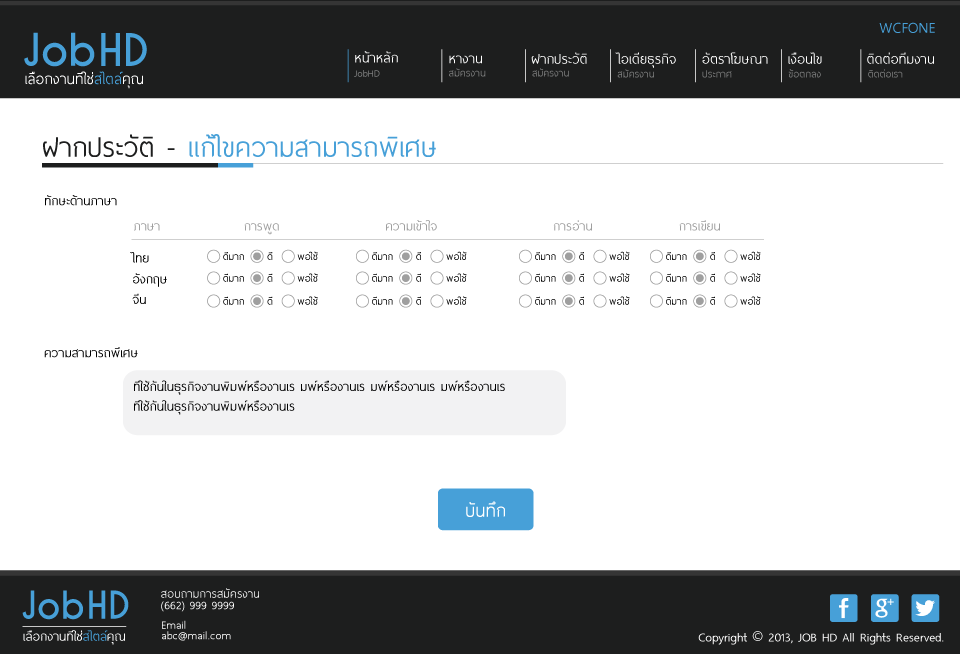 WCFONE
JobHD
เลือกงานที่ใช่สไตล์คุณ
หน้าหลัก หางาน ฝากประวัติ ไอเดียธุรกิจ อัตราโฆษณา เงื่อนไข ติดต่อทีมงาน
JobHD สมัครงาน สมัครงาน สมัครงาน ประกาศ ข้อตกลง ติดต่อเรา
ฝากประวัติ - แก้ไขความสามารถพิเศษ
ทักษะด้านภาษา
ภาษา การพูด ความเข้าใจ การอ่าน การเขียน
ไทย ดีมาก ดี พอใช้ ดีมาก ดี พอใช้ ดีมาก ดี พอใช้ ดีมาก ดี พอใช้
อังกฤษ ดีมาก ดี พอใช้ ดีมาก ดี พอใช้ ดีมาก ดี พอใช้ ดีมาก ดี พอใช้
จีน ดีมาก ดี พอใช้ ดีมาก ดี พอใช้ ดีมาก ดี พอใช้ ดีมาก ดี พอใช้
ความสามารถพิเศษ
ที่ใช้กันในธุรกิจงานพิมพ์หรืองานเร มพ์หรืองานเร มพ์หรืองานเร มพ์หรืองานเร
ที่ใช้กันในธุรกิจงานพิมพ์หรืองานเร
บันทึก
JobHD
เลือกงานที่ใช่สไตล์คุณ
สอบถามการสมัครงาน
(662) 999 9999
Email
abc@mail.com
f g+
Copyright © 2013, JOB HD All Rights Reserved.